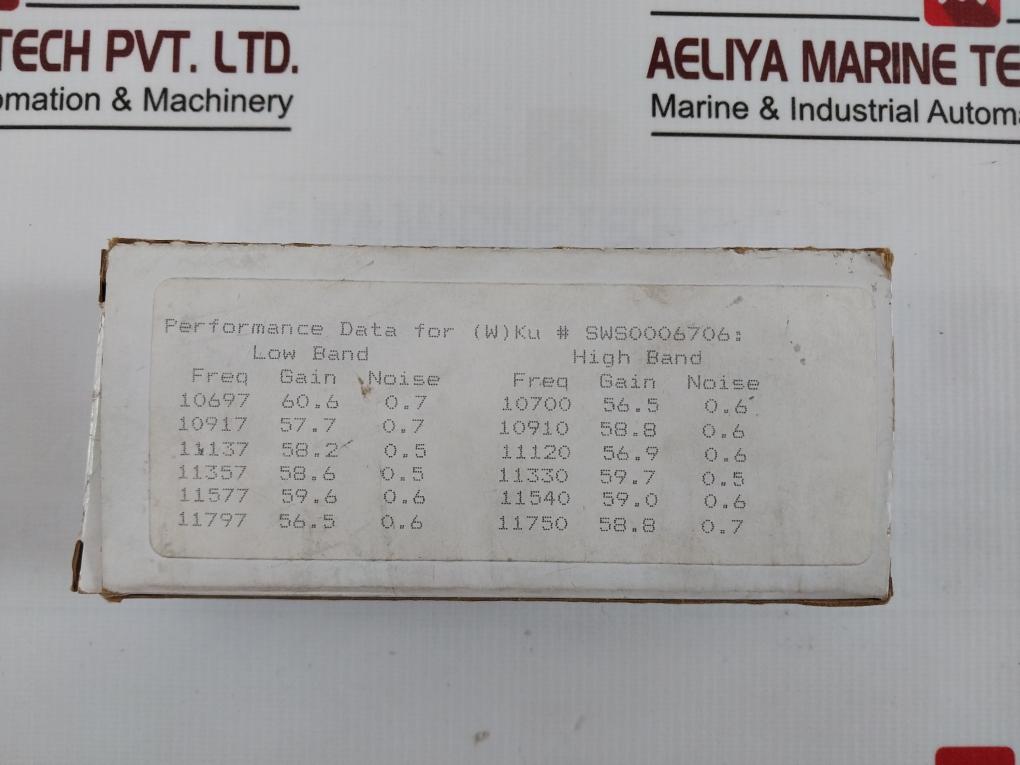 TECH PVT. LTD.
omation & Machinery
AELIYA MARINE TE
Marine & Industrial Automa
Performance Data for (W)Ku # SWS0006706:
Low Band High Band
Freq Gain Noise Freq Gain Noise
10697 60.6 0.7 10700 56.5 0.6
10917 57.7 0.7 10910 58.8 0.6
11137 58.2 0.5 11120 56.9 0.6
11357 58.6 0.5 11330 59.7 0.5
11577 59.6 0.6 11540 59.0 0.6
11797 56.5 0.6 11750 58.8 0.7